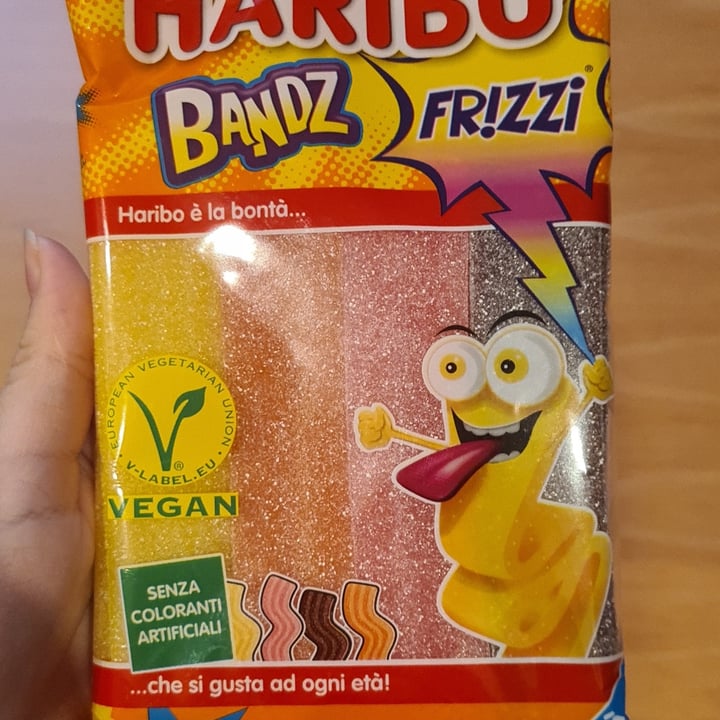 HARIBO
BANDZ
FR!ZZi®
Haribo è la bontà...
EUROPEAN VEGETARIAN UNION
V-LABEL.EU
®
VEGAN
SENZA
COLORANTI
ARTIFICIALI
...che si gusta ad ogni età!